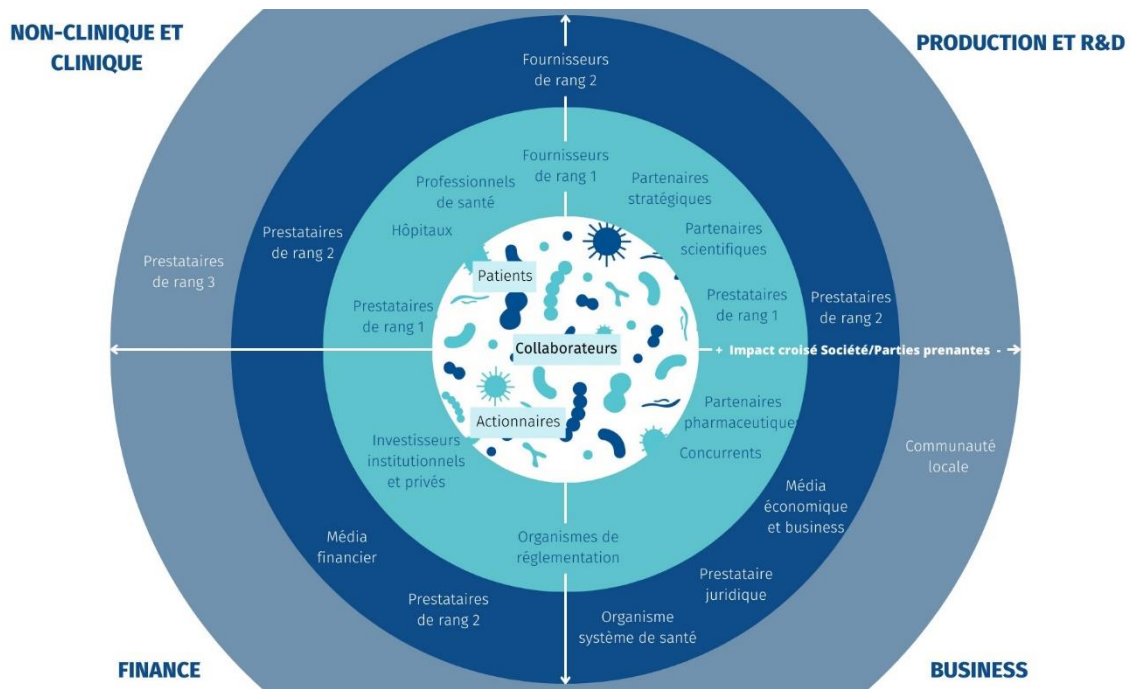 NON-CLINIQUE ET
CLINIQUE
PRODUCTION ET R&D
Fournisseurs
de rang 2
Fournisseurs
de rang 1
Professionnels
de santé
Partenaires
stratégiques
Hôpitaux
Partenaires
scientifiques
Prestataires
de rang 2
Prestataires
de rang 3
Patients
Prestataires
de rang 1
Prestataires
de rang 1
Prestataires
de rang 2
Collaborateurs
+ Impact croisé Société/Parties prenantes -
Actionnaires
Partenaires
pharmaceutiques
Concurrents
Investisseurs
institutionnels
et privés
Communauté
locale
Média
économique
et business
Média
financier
Organismes de
réglementation
Prestataire
juridique
Prestataires
de rang 2
Organisme
système de santé
FINANCE
BUSINESS